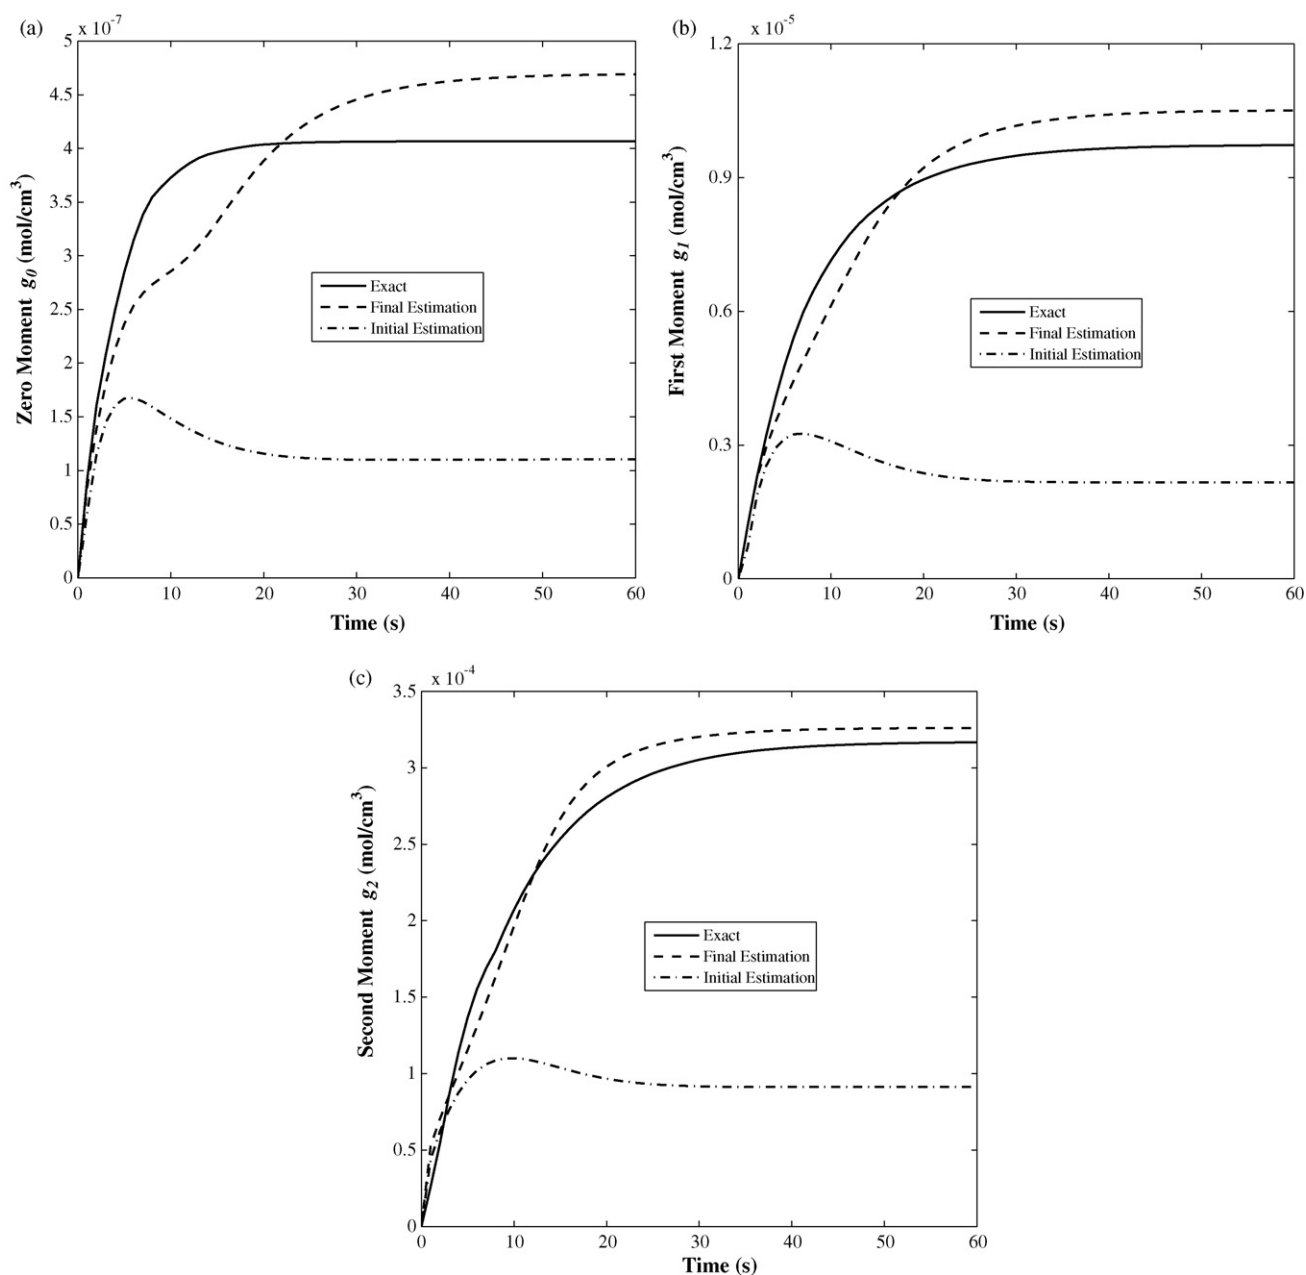 (a)
x 10⁻⁷
5
4.5
4
3.5
3
2.5
2
1.5
1
0.5
0
Zero Moment g₀ (mol/cm³)
Exact
Final Estimation
Initial Estimation
0 10 20 30 40 50 60
Time (s)
(b)
x 10⁻⁵
1.2
0.9
0.6
0.3
0
First Moment g₁ (mol/cm³)
Exact
Final Estimation
Initial Estimation
0 10 20 30 40 50 60
Time (s)
(c)
x 10⁻⁴
3.5
3
2.5
2
1.5
1
0.5
0
Second Moment g₂ (mol/cm³)
Exact
Final Estimation
Initial Estimation
0 10 20 30 40 50 60
Time (s)